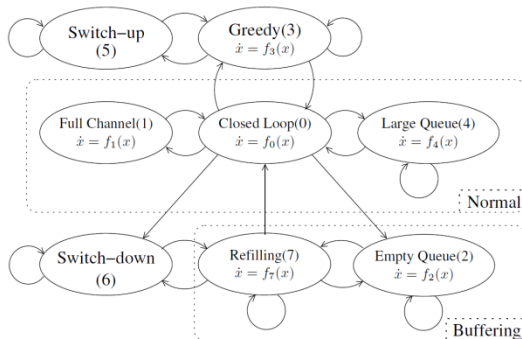 Switch-up
(5)
Greedy(3)
ẋ = f₃(x)
Full Channel(1)
ẋ = f₁(x)
Closed Loop(0)
ẋ = f₀(x)
Large Queue(4)
ẋ = f₄(x)
Normal
Switch-down
(6)
Refilling(7)
ẋ = f₇(x)
Empty Queue(2)
ẋ = f₂(x)
Buffering